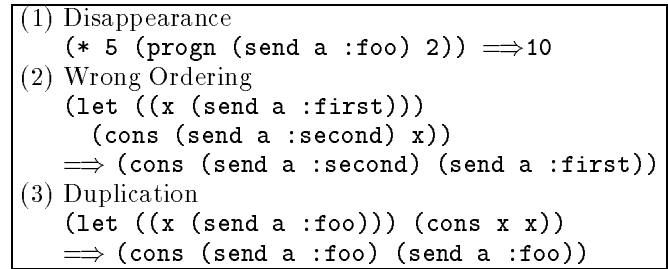 (1) Disappearance
(* 5 (progn (send a :foo) 2)) ⟹10
(2) Wrong Ordering
(let ((x (send a :first)))
(cons (send a :second) x))
⟹ (cons (send a :second) (send a :first))
(3) Duplication
(let ((x (send a :foo))) (cons x x))
⟹ (cons (send a :foo) (send a :foo))